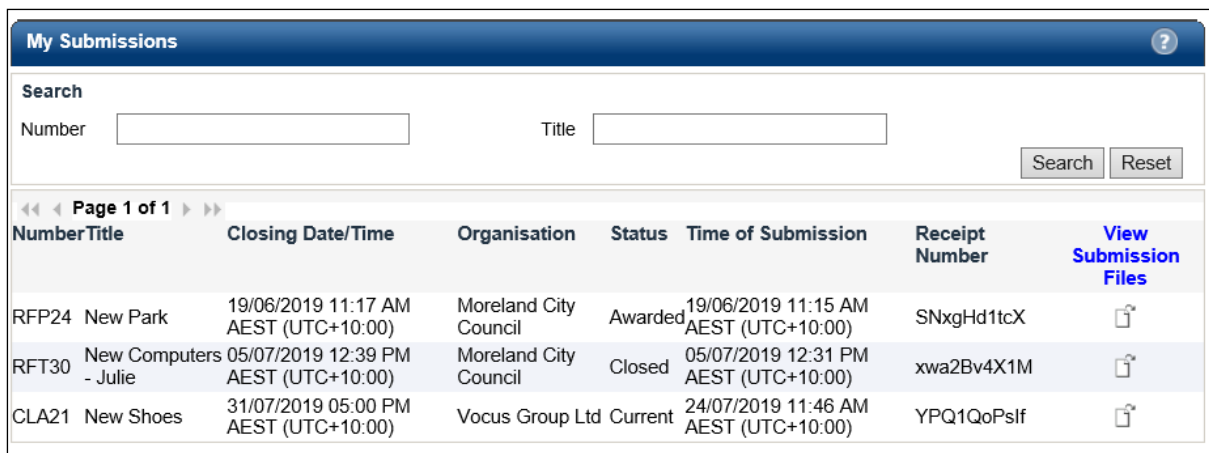 My Submissions ?
Search
Number Title
Search Reset
Page 1 of 1
Number Title Closing Date/Time Organisation Status Time of Submission Receipt Number View Submission Files
RFP24 New Park 19/06/2019 11:17 AM AEST (UTC+10:00) Moreland City Council Awarded 19/06/2019 11:15 AM AEST (UTC+10:00) SNxgHd1tcX
RFT30 New Computers - Julie 05/07/2019 12:39 PM AEST (UTC+10:00) Moreland City Council Closed 05/07/2019 12:31 PM AEST (UTC+10:00) xwa2Bv4X1M
CLA21 New Shoes 31/07/2019 05:00 PM AEST (UTC+10:00) Vocus Group Ltd Current 24/07/2019 11:46 AM AEST (UTC+10:00) YPQ1QoPsIf